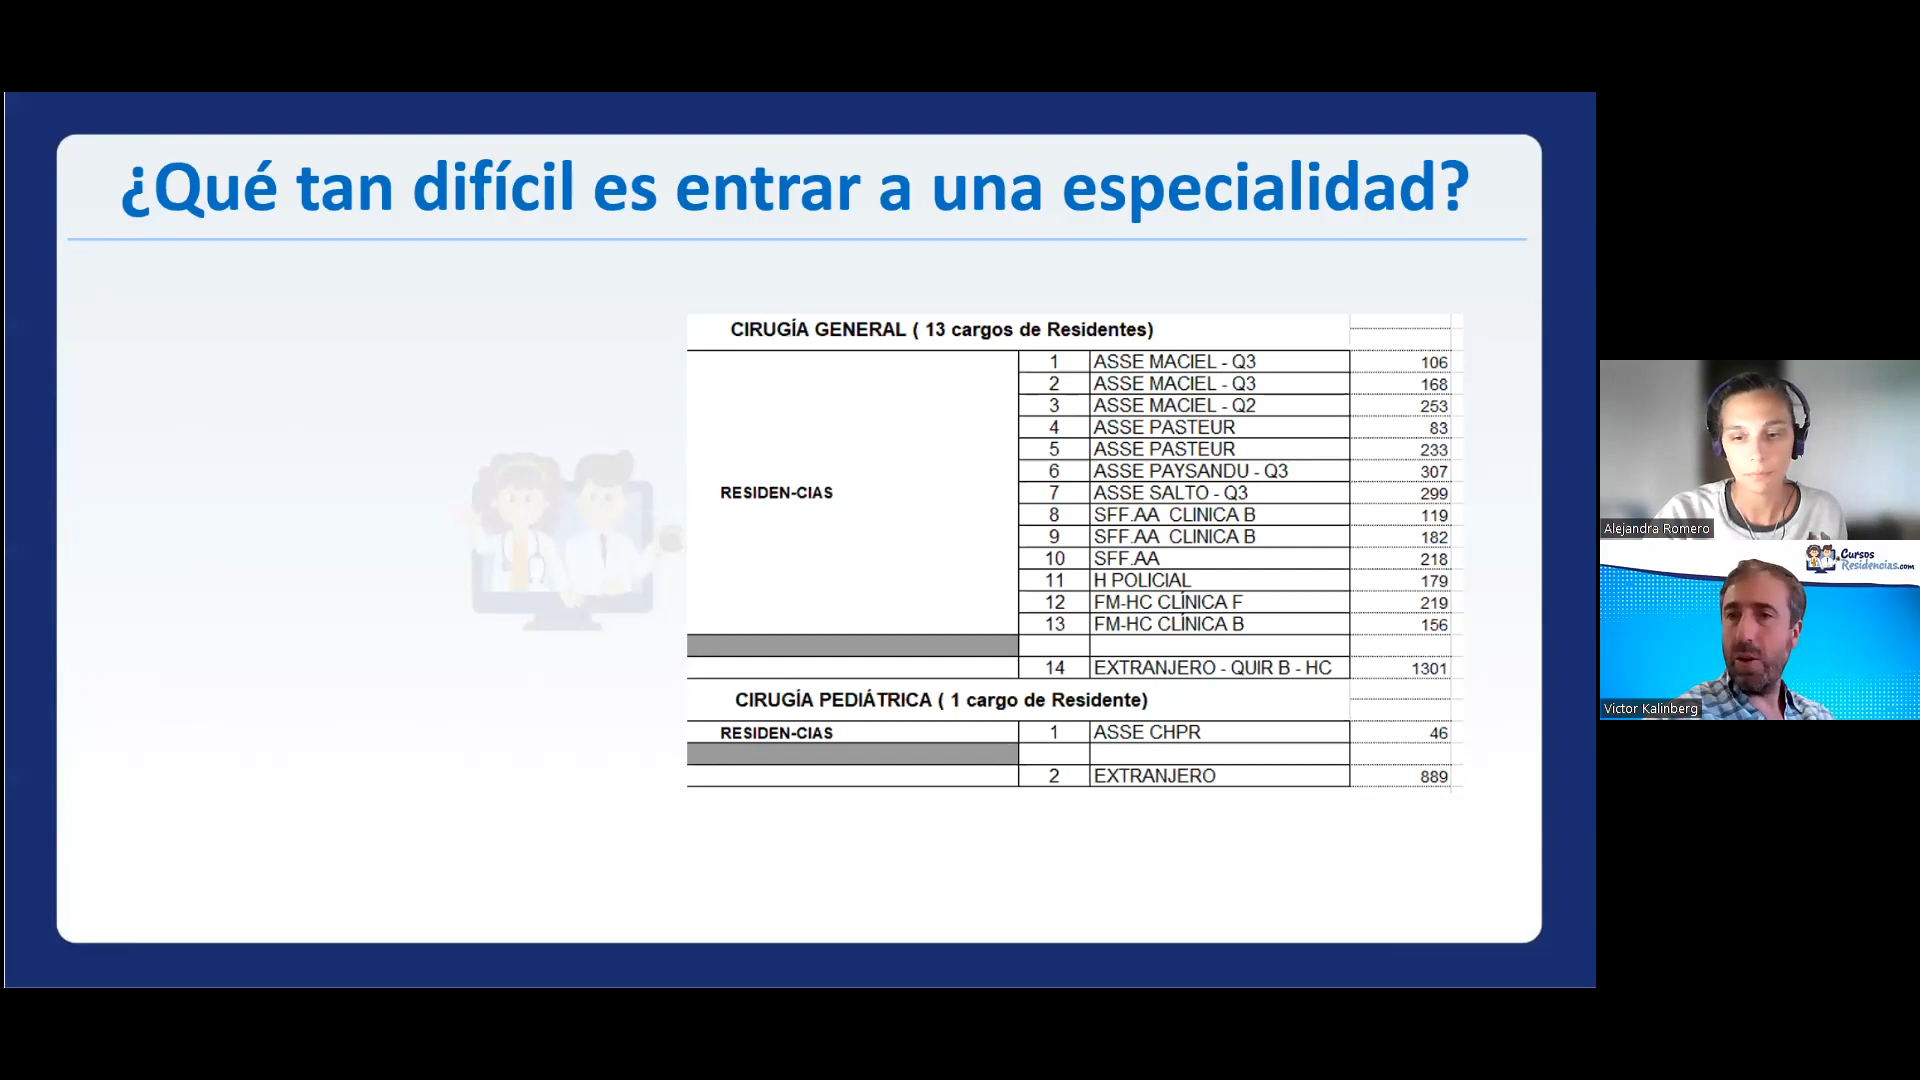 ¿Qué tan difícil es entrar a una especialidad?
CIRUGÍA GENERAL ( 13 cargos de Residentes)
RESIDEN-CIAS
1 ASSE MACIEL - Q3 106
2 ASSE MACIEL - Q3 168
3 ASSE MACIEL - Q2 253
4 ASSE PASTEUR 83
5 ASSE PASTEUR 233
6 ASSE PAYSANDU - Q3 307
7 ASSE SALTO - Q3 299
8 SFF.AA CLINICA B 119
9 SFF.AA CLINICA B 182
10 SFF.AA 218
11 H POLICIAL 179
12 FM-HC CLÍNICA F 219
13 FM-HC CLÍNICA B 156
14 EXTRANJERO - QUIR B - HC 1301
CIRUGÍA PEDIÁTRICA ( 1 cargo de Residente)
RESIDEN-CIAS 1 ASSE CHPR 46
2 EXTRANJERO 889
Alejandra Romero
Cursos
Residencias.com
Victor Kalinberg